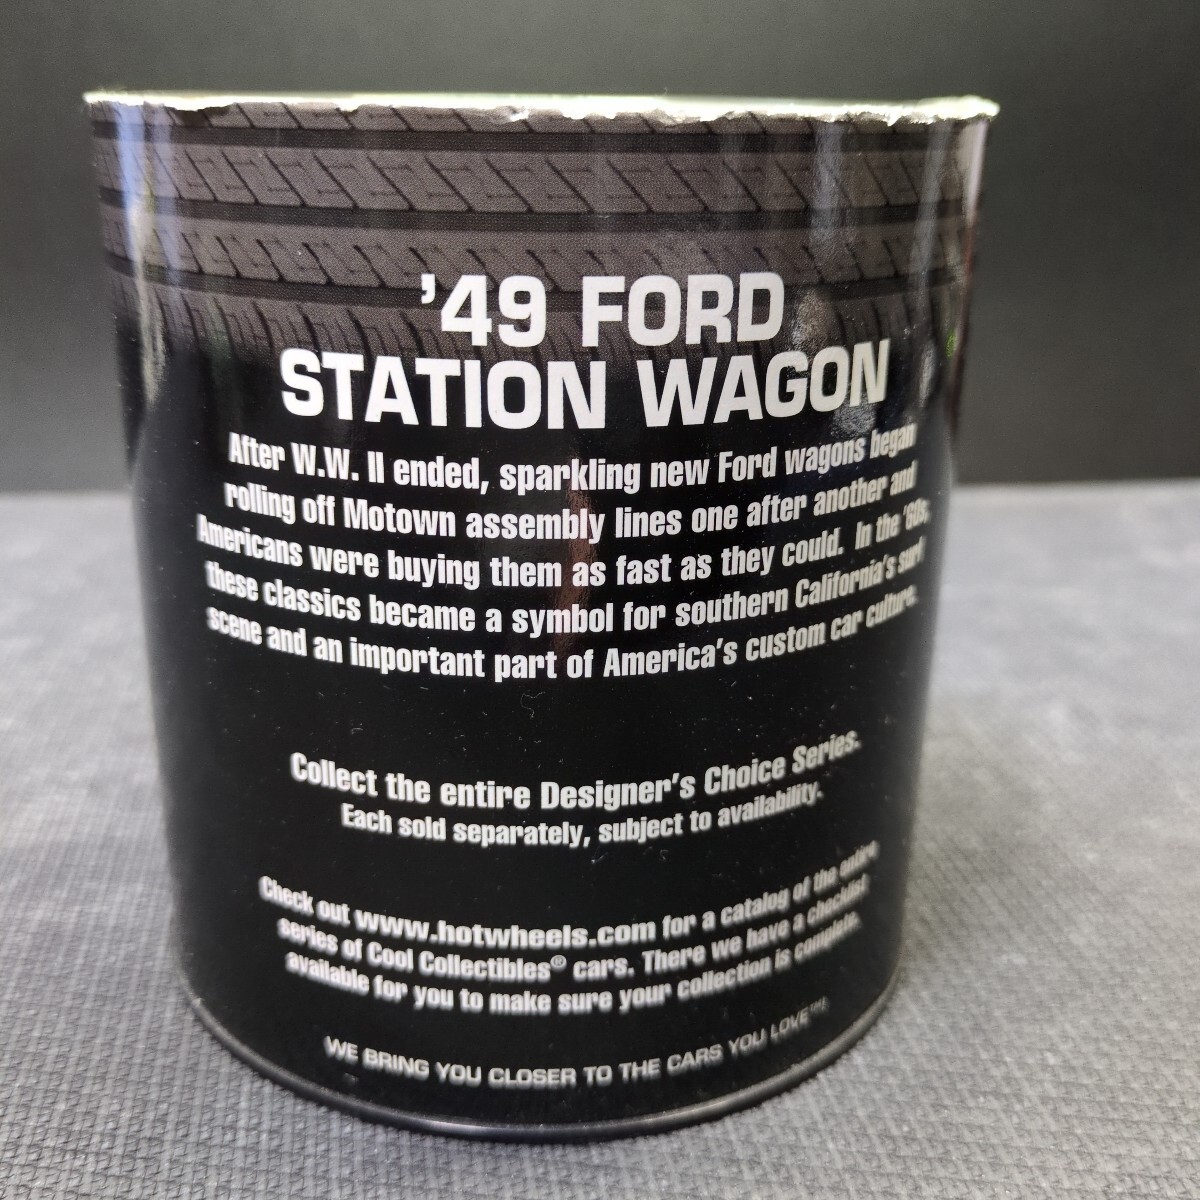 '49 FORD
STATION WAGON
After W.W. II ended, sparkling new Ford wagons began
rolling off Motown assembly lines one after another and
Americans were buying them as fast as they could. In the '60s,
these classics became a symbol for southern California's surf
scene and an important part of America's custom car culture.
Collect the entire Designer's Choice Series.
Each sold separately, subject to availability.
Check out www.hotwheels.com for a catalog of the entire
series of Cool Collectibles® cars. There we have a checklist
available for you to make sure your collection is complete.
WE BRING YOU CLOSER TO THE CARS YOU LOVE™!